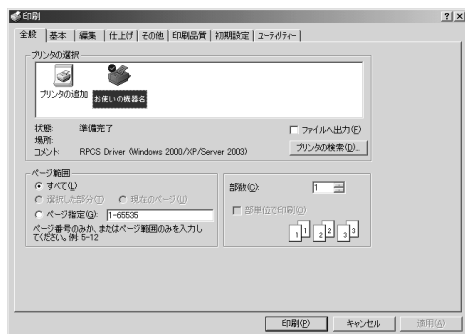 印刷
全般 基本 編集 仕上げ その他 印刷品質 初期設定 ユーティリティー
プリンタの選択
プリンタの追加 お使いの機器名
状態: 準備完了 ファイルへ出力(F)
場所:
コメント: RPCS Driver (Windows 2000/XP/Server 2003) プリンタの検索(D)...
ページ範囲
すべて(L) 部数(C): 1
選択した部分(T) 現在のページ(U) 部単位で印刷(O)
ページ指定(G): 1-65535
ページ番号のみか、またはページ範囲のみを入力し
てください。例: 5-12
1 1 2 2 3 3
印刷(P) キャンセル 適用(A)